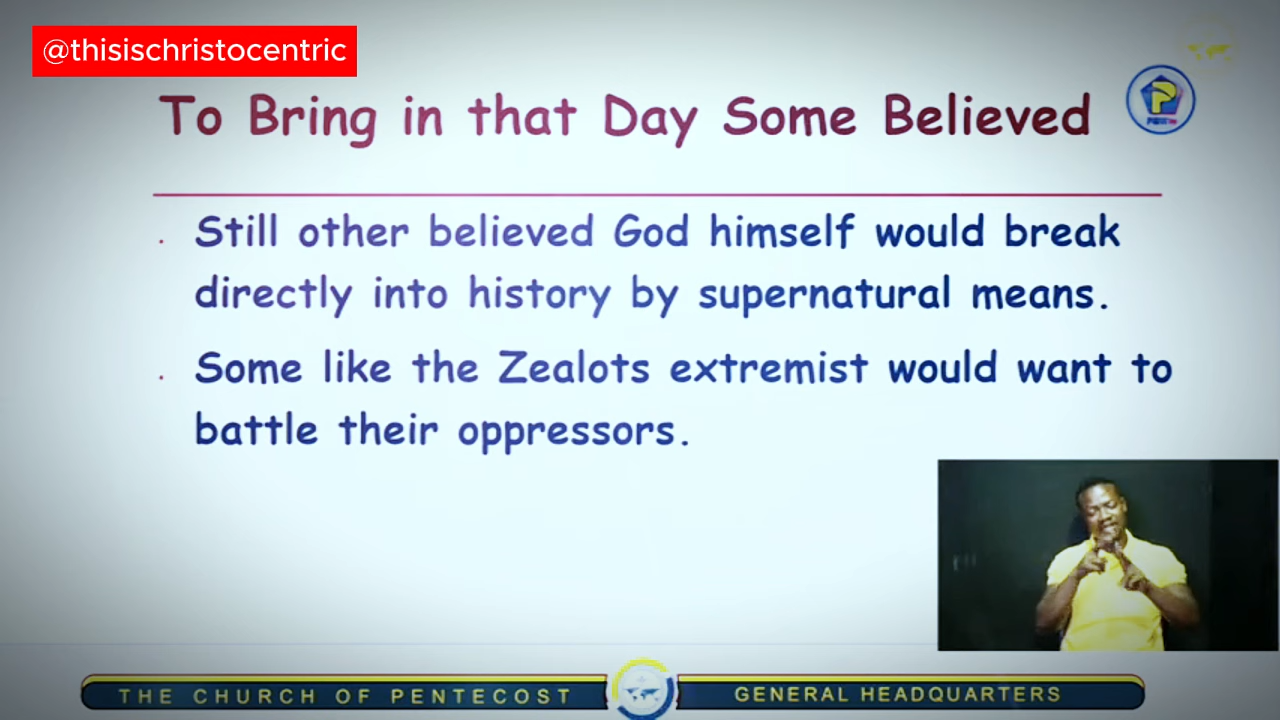 @thisischristocentric
To Bring in that Day Some Believed
Still other believed God himself would break
directly into history by supernatural means.
Some like the Zealots extremist would want to
battle their oppressors.
THE CHURCH OF PENTECOST
GENERAL HEADQUARTERS